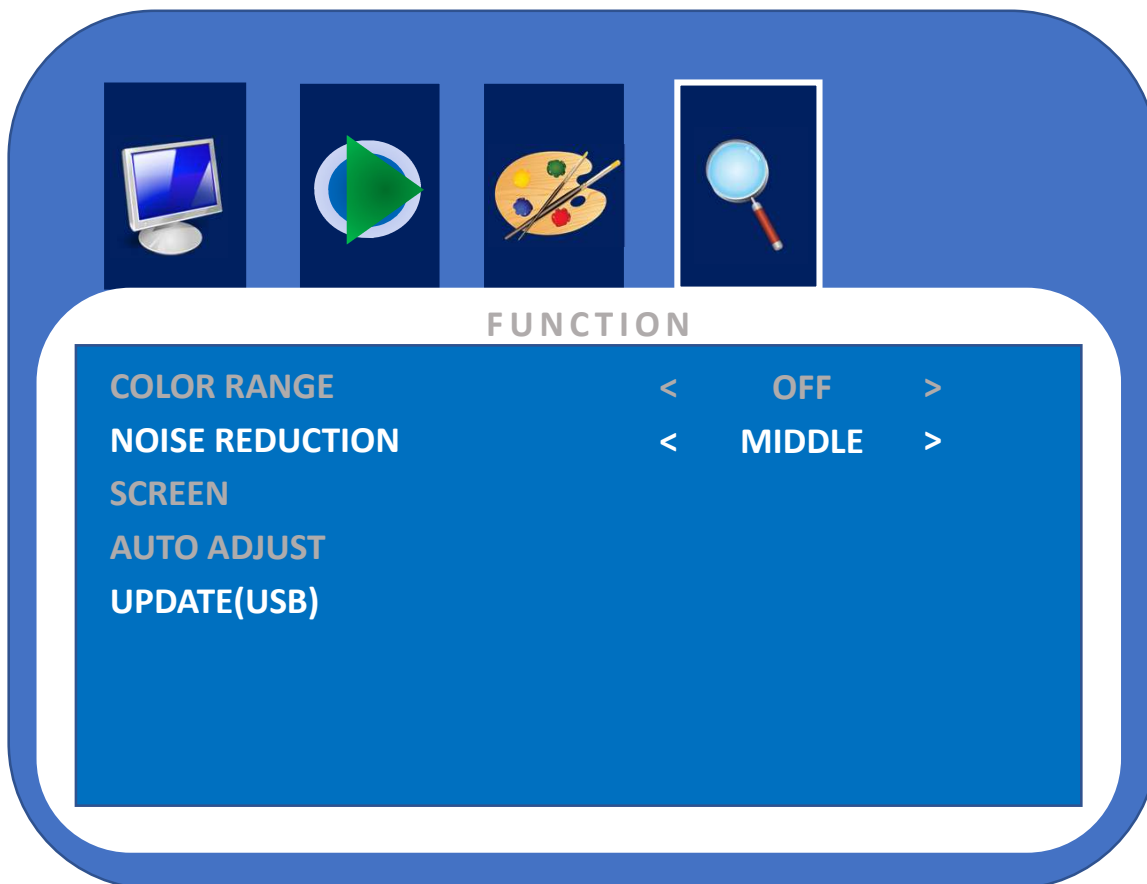 FUNCTION
COLOR RANGE < OFF >
NOISE REDUCTION < MIDDLE >
SCREEN
AUTO ADJUST
UPDATE(USB)